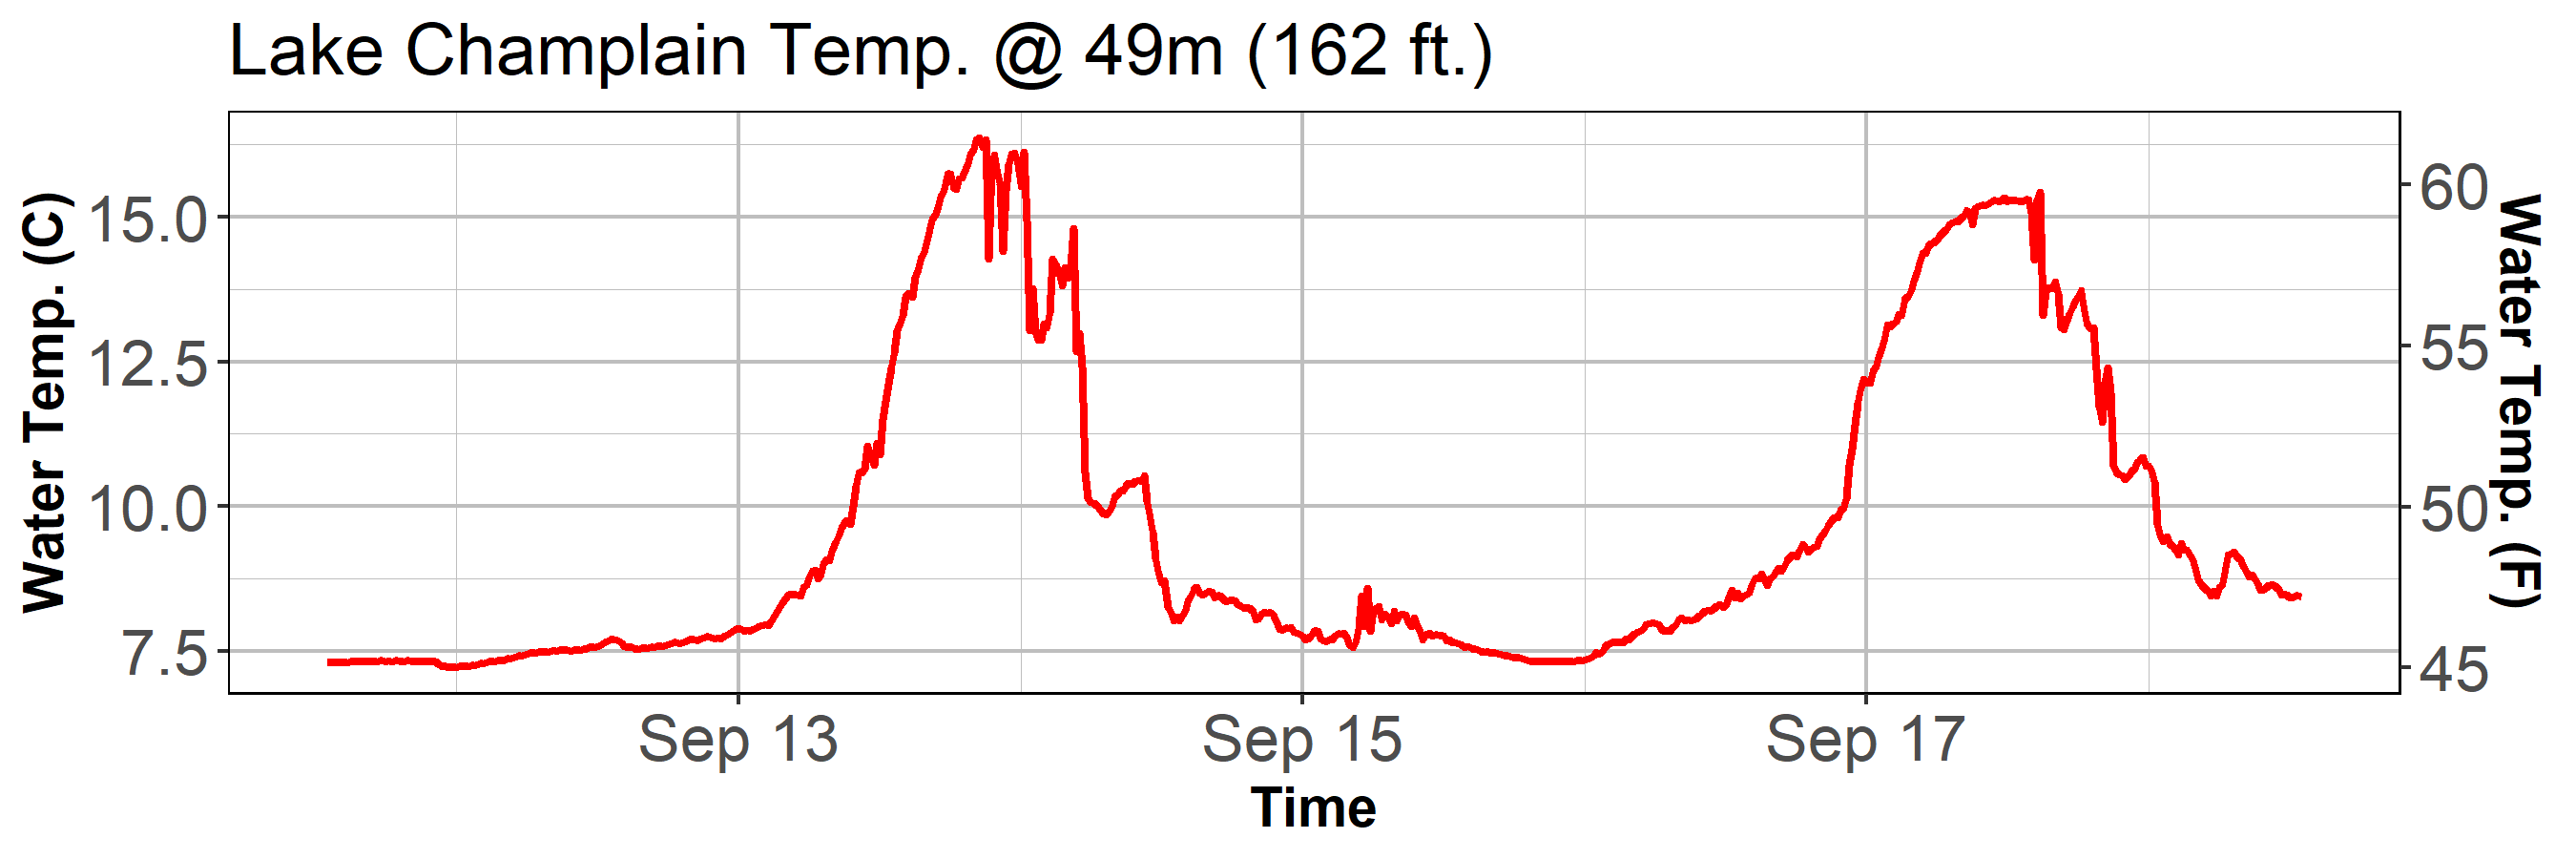 Lake Champlain Temp. @ 49m (162 ft.)
Water Temp. (C)
15.0
12.5
10.0
7.5
60
55
50
45
Water Temp. (F)
Sep 13 Sep 15 Sep 17
Time